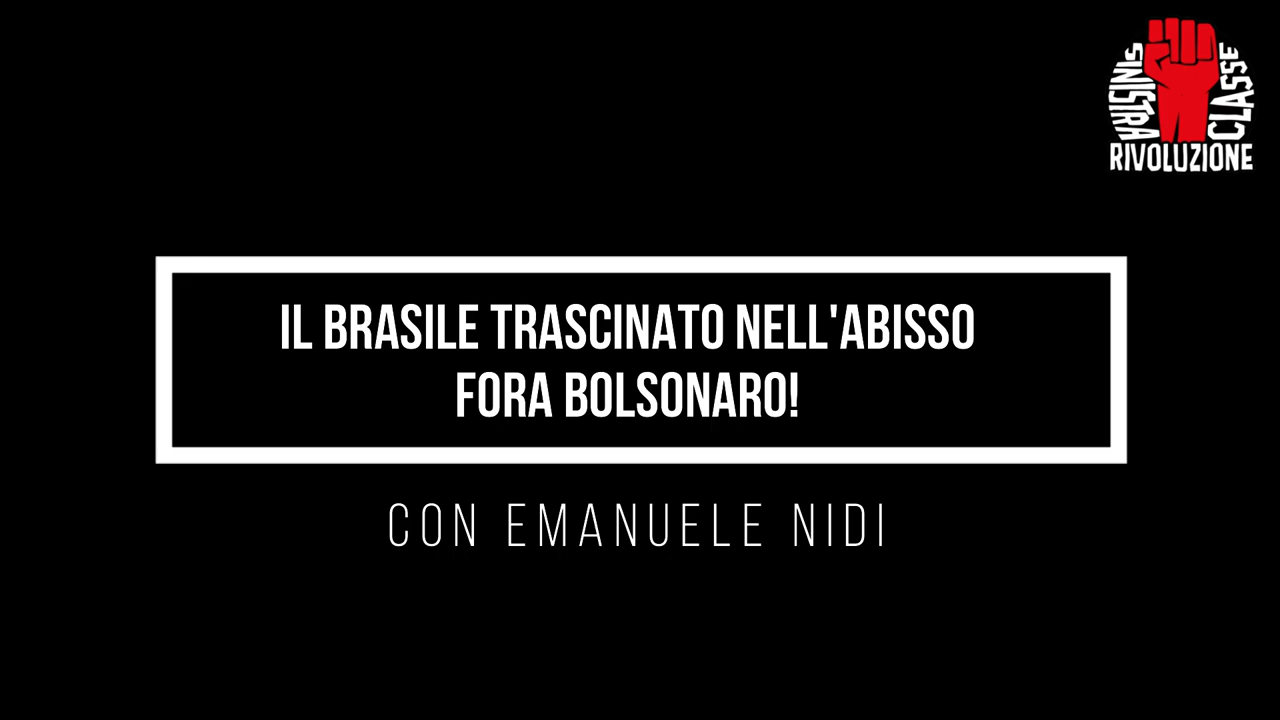 SINISTRA
CLASSE
RIVOLUZIONE
IL BRASILE TRASCINATO NELL'ABISSO
FORA BOLSONARO!
CON EMANUELE NIDI